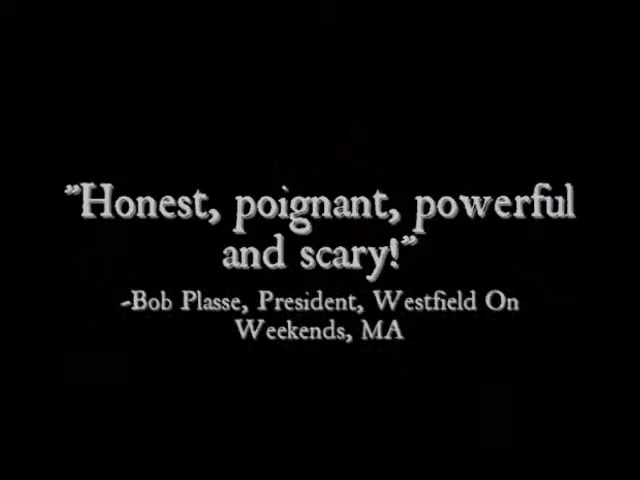 "Honest, poignant, powerful
and scary!"
-Bob Plasse, President, Westfield On
Weekends, MA